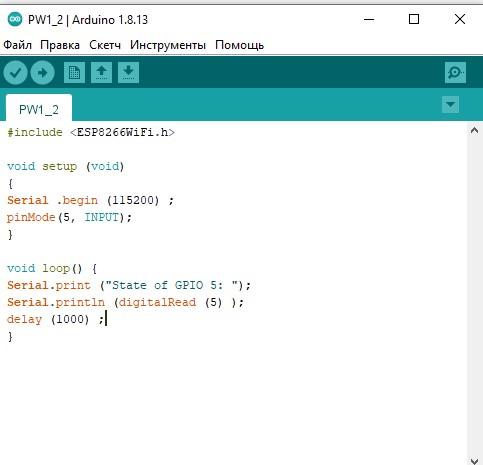 PW1_2 | Arduino 1.8.13
Файл Правка Скетч Инструменты Помощь
PW1_2
#include <ESP8266WiFi.h>
void setup (void)
{
Serial .begin (115200) ;
pinMode(5, INPUT);
}
void loop() {
Serial.print ("State of GPIO 5: ");
Serial.println (digitalRead (5) );
delay (1000) ;
}